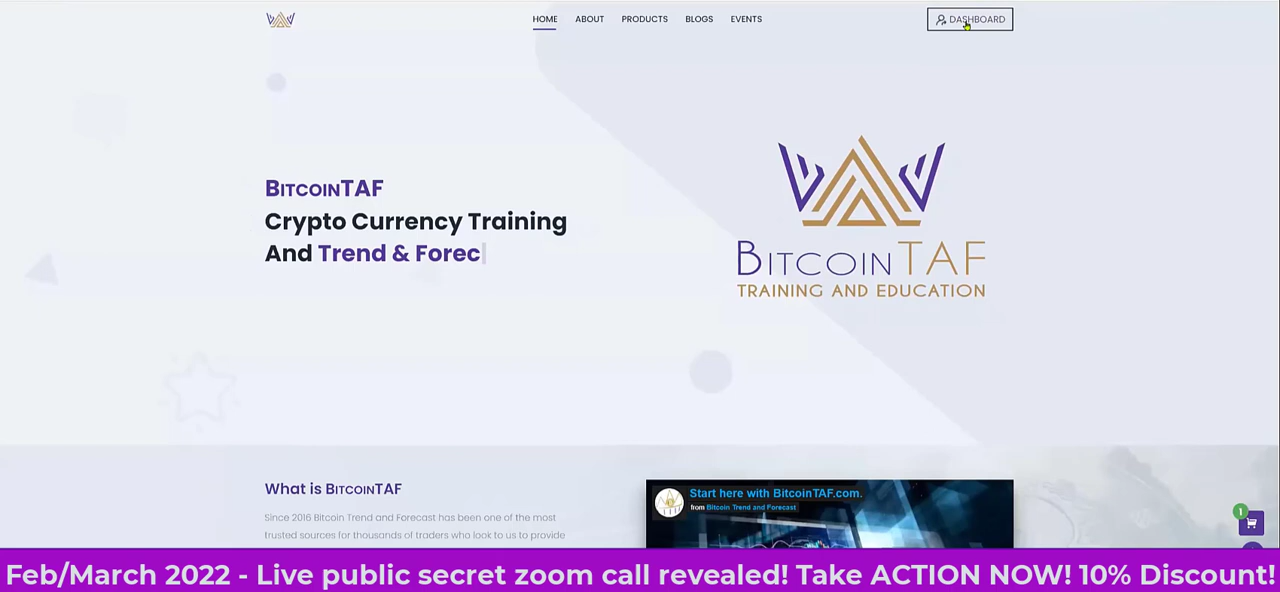 HOME ABOUT PRODUCTS BLOGS EVENTS DASHBOARD
BITCOINTAF
Crypto Currency Training
And Trend & Forec
BITCOINTAF
TRAINING AND EDUCATION
What is BITCOINTAF
Since 2016 Bitcoin Trend and Forecast has been one of the most
trusted sources for thousands of traders who look to us to provide
Start here with BitcoinTAF.com.
from Bitcoin Trend and Forecast
1
Feb/March 2022 - Live public secret zoom call revealed! Take ACTION NOW! 10% Discount!